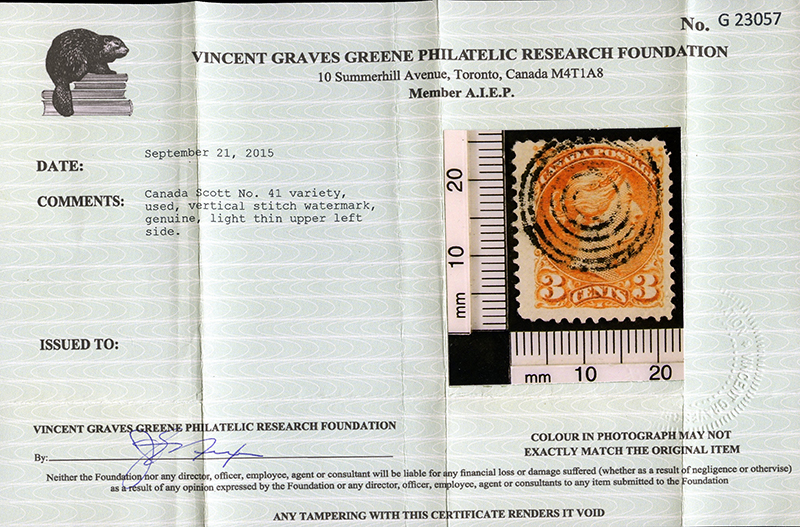 No. G 23057
VINCENT GRAVES GREENE PHILATELIC RESEARCH FOUNDATION
10 Summerhill Avenue, Toronto, Canada M4T1A8
Member A.I.E.P.
DATE:
September 21, 2015
COMMENTS:
Canada Scott No. 41 variety,
used, vertical stitch watermark,
genuine, light thin upper left
side.
20
10
mm
CANADA POSTAGE
3 CENTS 3
mm 10 20
ISSUED TO:
VINCENT GRAVES GREENE PHILATELIC RESEARCH FOUNDATION
By:
COLOUR IN PHOTOGRAPH MAY NOT
EXACTLY MATCH THE ORIGINAL ITEM
Neither the Foundation nor any director, officer, employee, agent or consultant will be liable for any financial loss or damage suffered (whether as a result of negligence or otherwise)
as a result of any opinion expressed by the Foundation or any director, officer, employee, agent or consultants to any item submitted to the Foundation
ANY TAMPERING WITH THIS CERTIFICATE RENDERS IT VOID